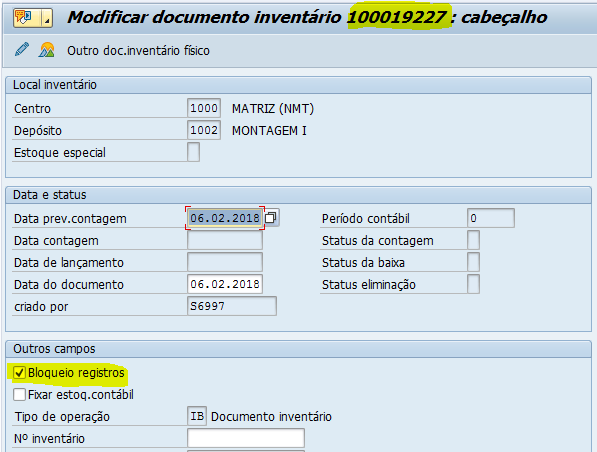 Modificar documento inventário 100019227 : cabeçalho
Outro doc.inventário físico
Local inventário
Centro 1000 MATRIZ (NMT)
Depósito 1002 MONTAGEM I
Estoque especial
Data e status
Data prev.contagem 06.02.2018 Período contábil 0
Data contagem Status da contagem
Data de lançamento Status da baixa
Data do documento 06.02.2018 Status eliminação
criado por S6997
Outros campos
Bloqueio registros
Fixar estoq.contábil
Tipo de operação IB Documento inventário
Nº inventário